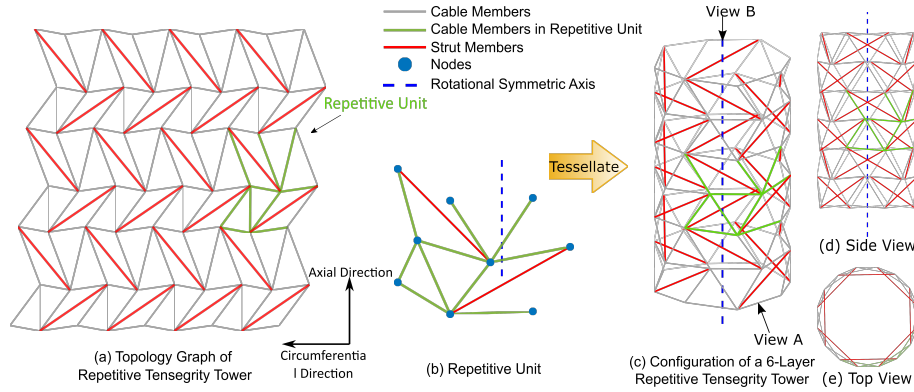 Cable Members
Cable Members in Repetitive Unit
Strut Members
Nodes
Rotational Symmetric Axis
Repetitive Unit
Axial Direction
Circumferentia
l Direction
(a) Topology Graph of
Repetitive Tensegrity Tower
(b) Repetitive Unit
Tessellate
View B
View A
(c) Configuration of a 6-Layer
Repetitive Tensegrity Tower
(d) Side View
(e) Top View